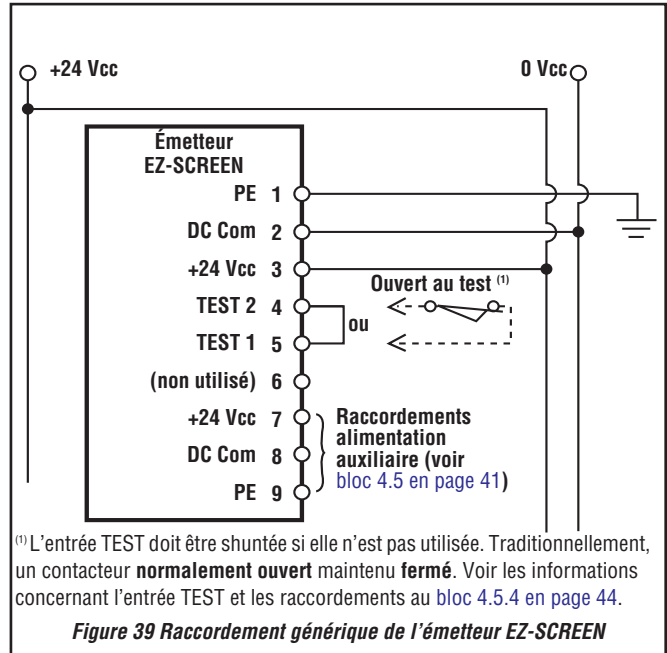 +24 Vcc
0 Vcc
Émetteur
EZ-SCREEN
PE 1
DC Com 2
+24 Vcc 3
Ouvert au test (1)
TEST 2 4
ou
TEST 1 5
(non utilisé) 6
+24 Vcc 7
DC Com 8
PE 9
Raccordements
alimentation
auxiliaire (voir
bloc 4.5 en page 41)
(1) L'entrée TEST doit être shuntée si elle n'est pas utilisée. Traditionnellement,
un contacteur normalement ouvert maintenu fermé. Voir les informations
concernant l'entrée TEST et les raccordements au bloc 4.5.4 en page 44.
Figure 39 Raccordement générique de l'émetteur EZ-SCREEN